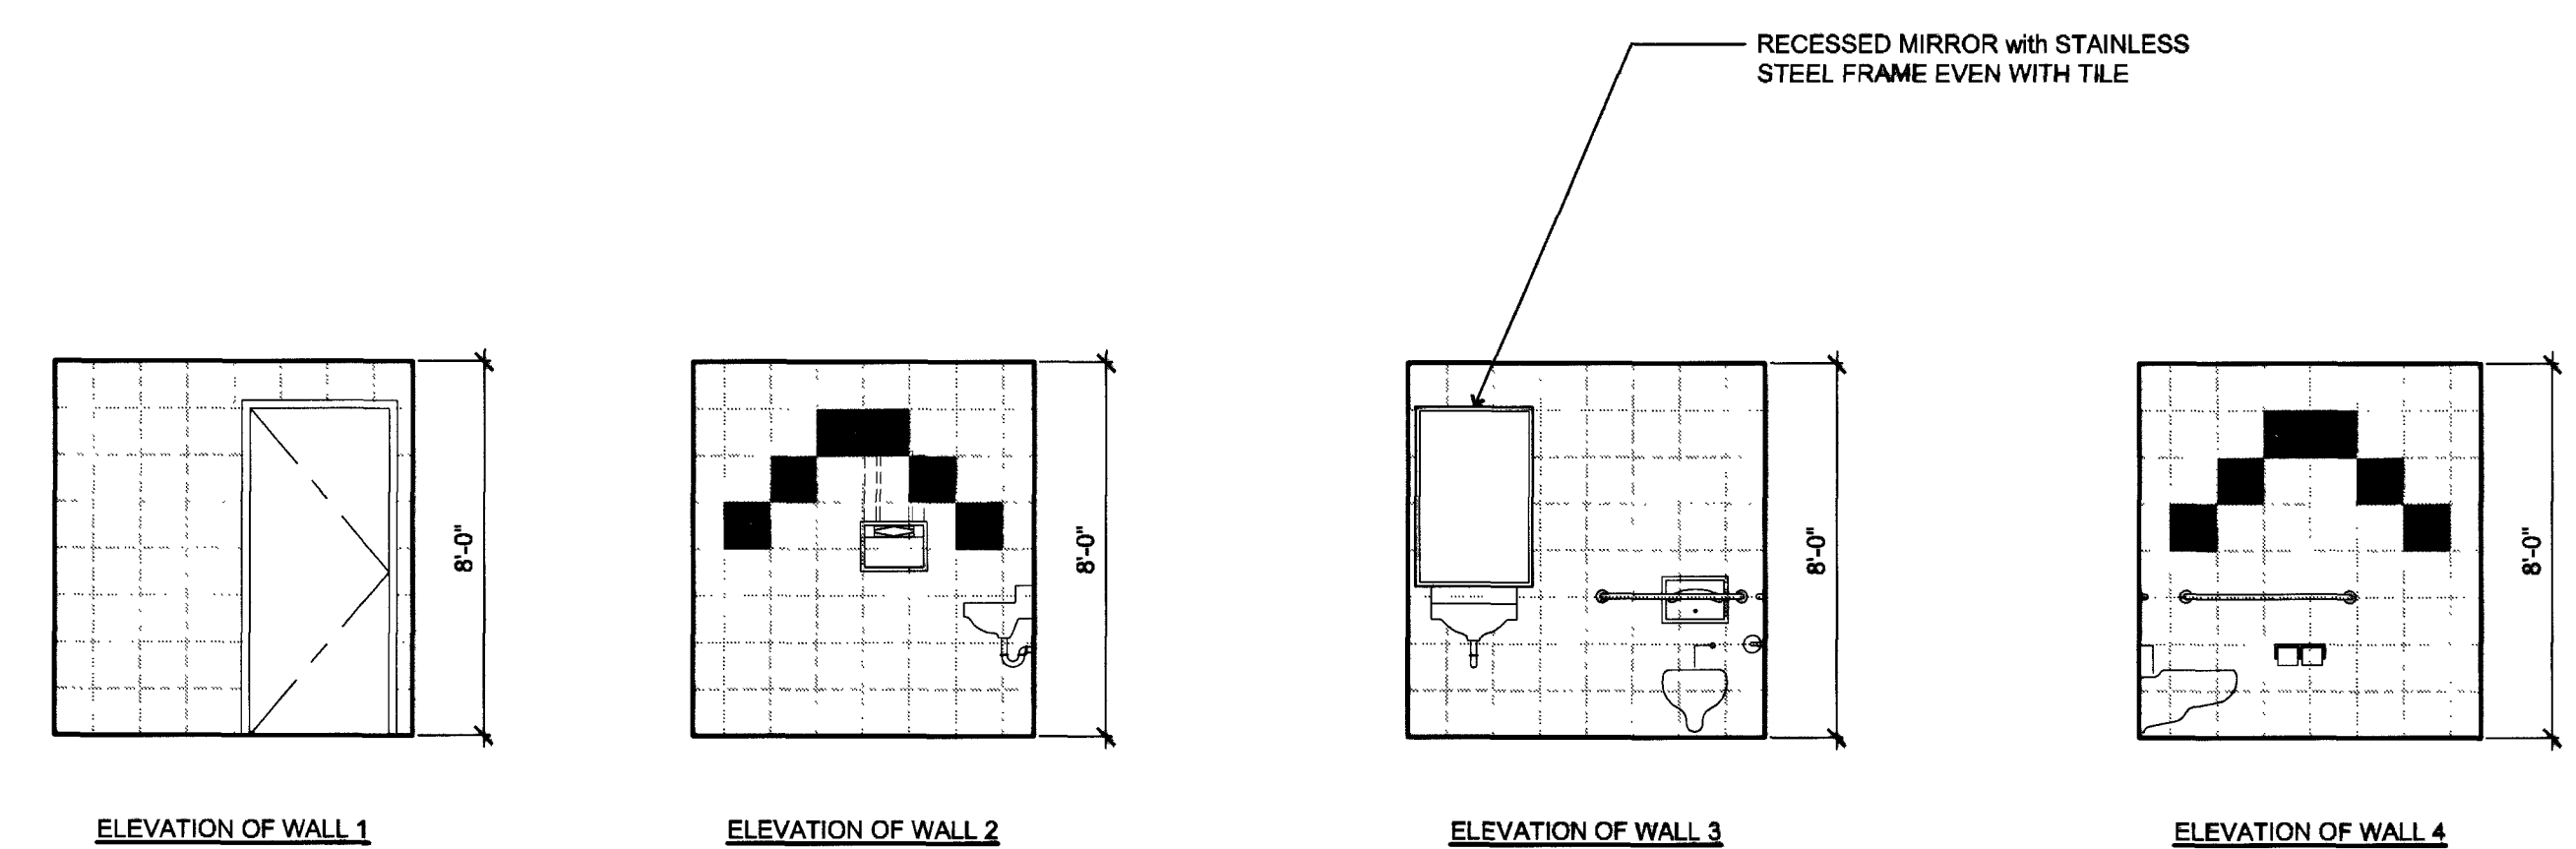 RECESSED MIRROR with STAINLESS
STEEL FRAME EVEN WITH TILE
8'-0"
8'-0"
8'-0"
8'-0"
ELEVATION OF WALL 1
ELEVATION OF WALL 2
ELEVATION OF WALL 3
ELEVATION OF WALL 4